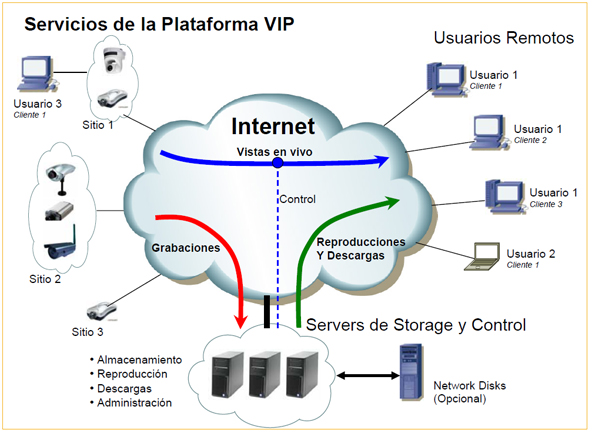 Servicios de la Plataforma VIP
Usuarios Remotos
Usuario 3
Cliente 1
Sitio 1
Internet
Vistas en vivo
Control
Grabaciones
Reproducciones
Y Descargas
Usuario 1
Cliente 1
Usuario 1
Cliente 2
Usuario 1
Cliente 3
Usuario 2
Cliente 1
Sitio 2
Sitio 3
Servers de Storage y Control
• Almacenamiento
• Reproducción
• Descargas
• Administración
Network Disks
(Opcional)